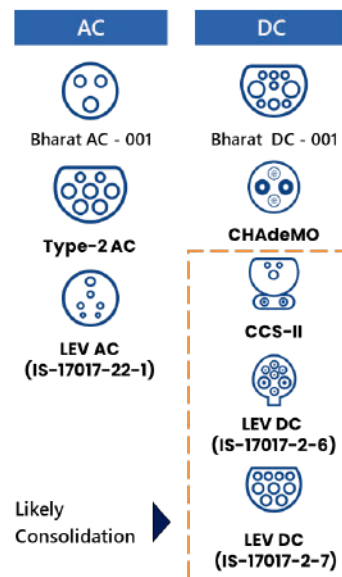 AC
Bharat AC - 001
Type-2 AC
LEV AC
(IS-17017-22-1)
Likely
Consolidation
DC
Bharat DC - 001
CHAdeMO
CCS-II
LEV DC
(IS-17017-2-6)
LEV DC
(IS-17017-2-7)